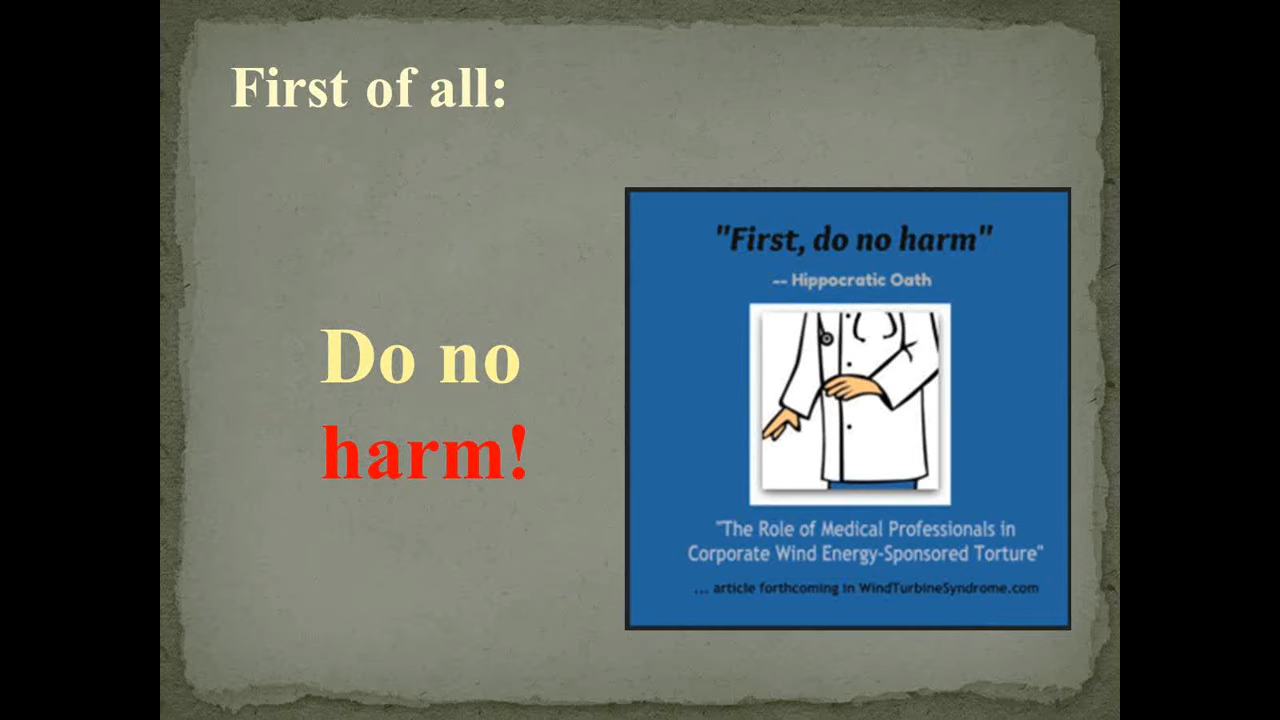 First of all:
Do no
harm!
"First, do no harm"
-- Hippocratic Oath
"The Role of Medical Professionals in
Corporate Wind Energy-Sponsored Torture"
... article forthcoming in WindTurbineSyndrome.com